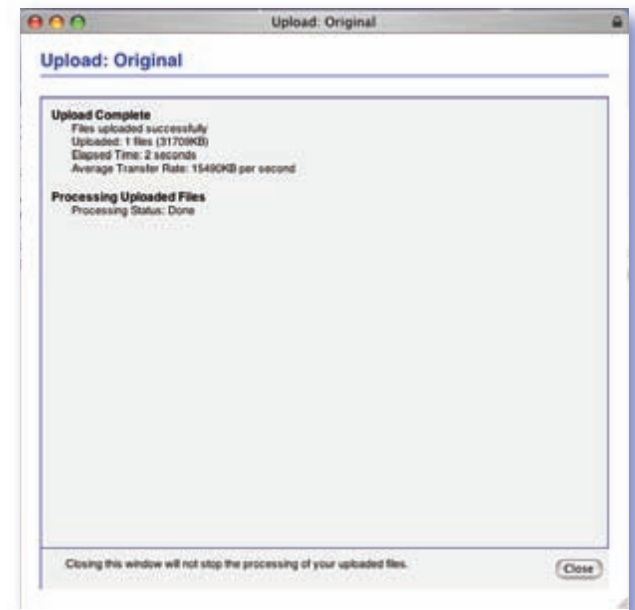 Upload: Original
Upload: Original
Upload Complete
Files uploaded successfully
Uploaded: 1 files (31709KB)
Elapsed Time: 2 seconds
Average Transfer Rate: 15490KB per second
Processing Uploaded Files
Processing Status: Done
Closing this window will not stop the processing of your uploaded files.
Close